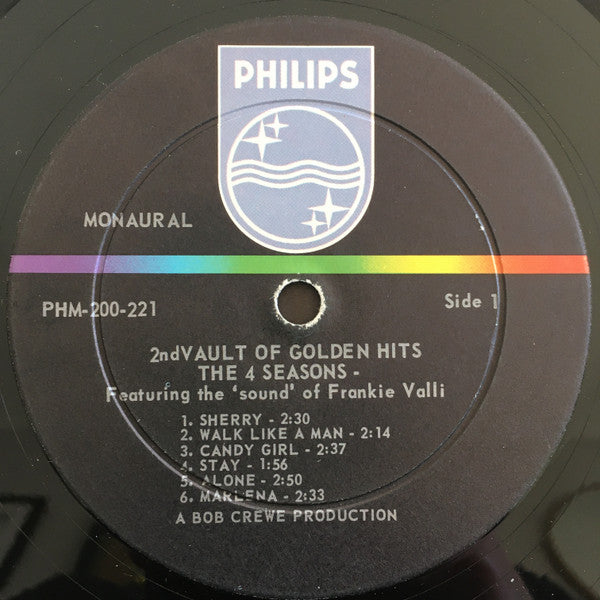 PHILIPS
MONAURAL
PHM-200-221
Side 1
2ndVAULT OF GOLDEN HITS
THE 4 SEASONS -
Featuring the 'sound' of Frankie Valli
1. SHERRY - 2:30
2. WALK LIKE A MAN - 2:14
3. CANDY GIRL - 2:37
4. STAY - 1:56
5. ALONE - 2:50
6. MARLENA - 2:33
A BOB CREWE PRODUCTION